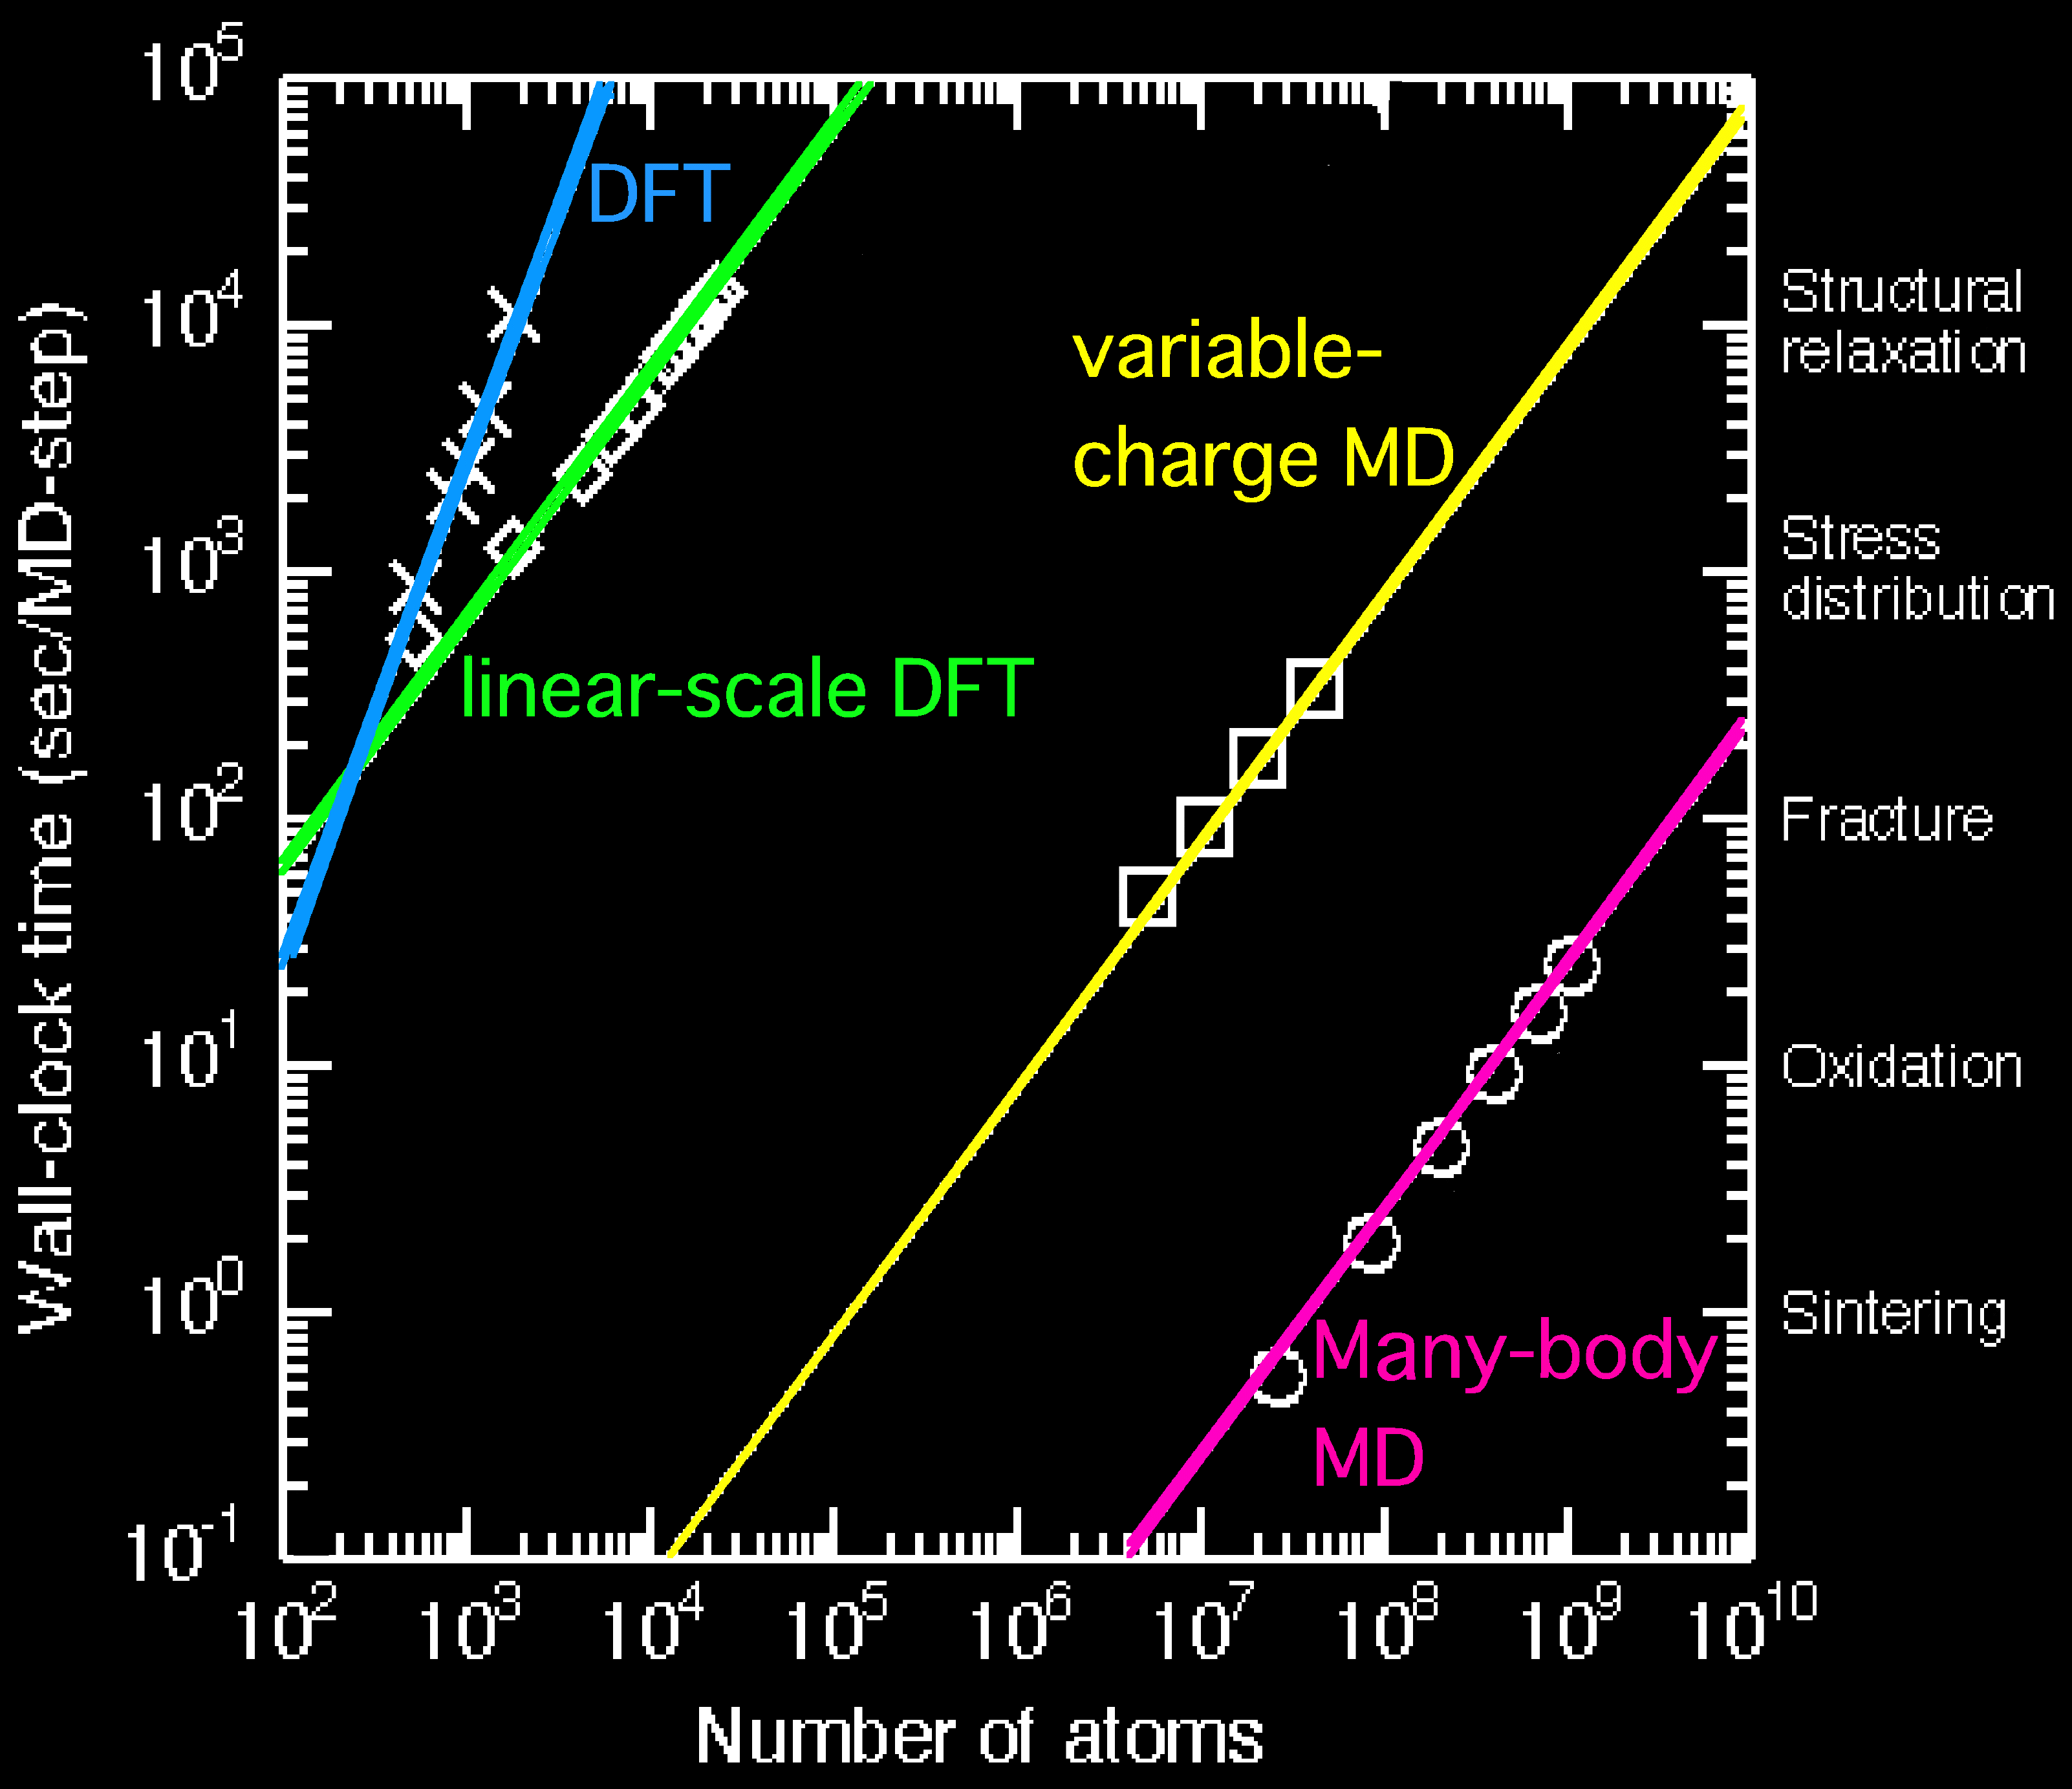 10^5
10^4
10^3
10^2
10^1
10^0
10^-1
Wall-clock time (sec/MD-step)
DFT
linear-scale DFT
variable-
charge MD
Many-body
MD
Structural
relaxation
Stress
distribution
Fracture
Oxidation
Sintering
10^2 10^3 10^4 10^5 10^6 10^7 10^8 10^9 10^10
Number of atoms